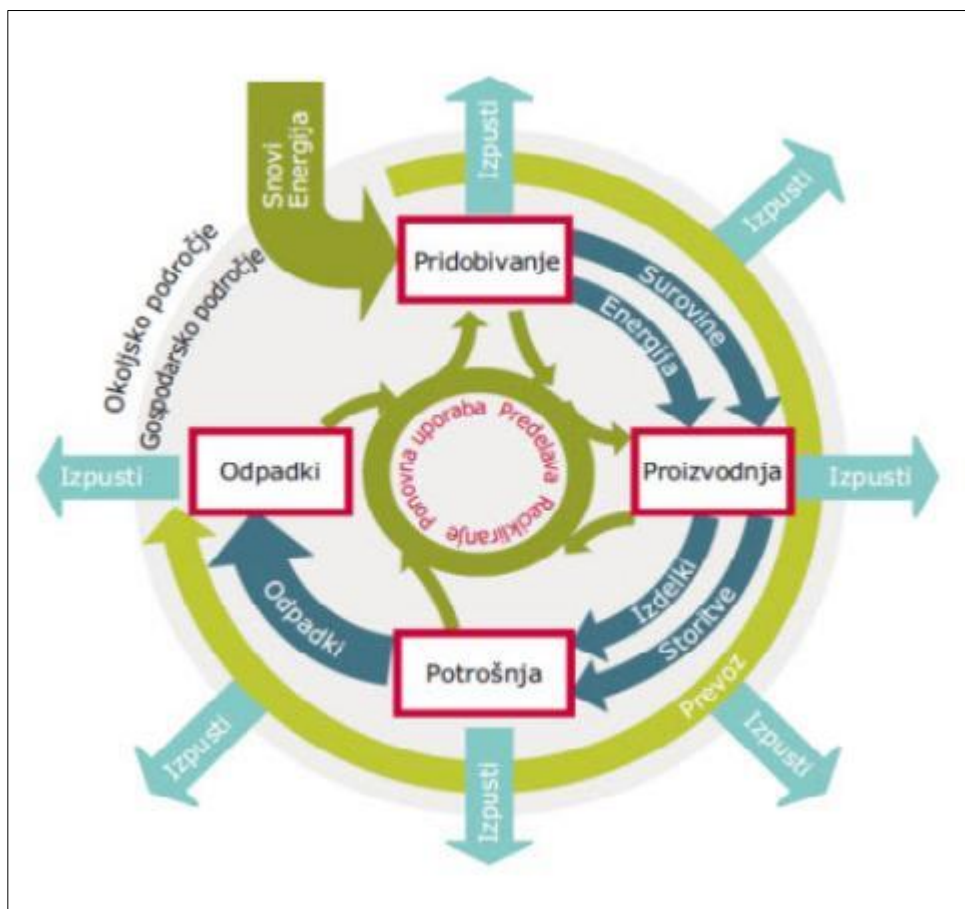 Snovi
Energija
Izpusti
Izpusti
Okoljsko področje
Gospodarsko področje
Pridobivanje
Surovine
Energija
Odpadki
Ponovna uporaba Predelava Recikliranje
Proizvodnja
Izpusti
Izpusti
Odpadki
Izdelki
Storitve
Potrošnja
Prevoz
Izpusti
Izpusti
Izpusti